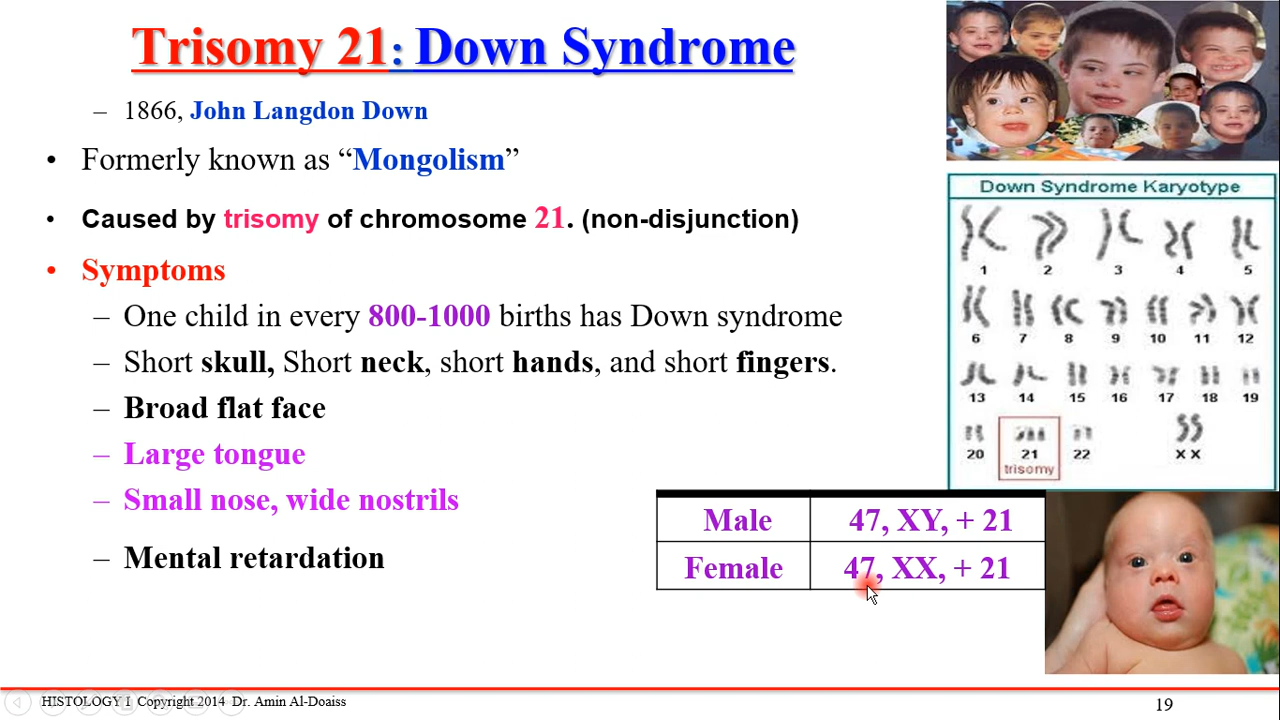 Trisomy 21: Down Syndrome
– 1866, John Langdon Down
• Formerly known as “Mongolism”
• Caused by trisomy of chromosome 21. (non-disjunction)
• Symptoms
– One child in every 800-1000 births has Down syndrome
– Short skull, Short neck, short hands, and short fingers.
– Broad flat face
– Large tongue
– Small nose, wide nostrils
– Mental retardation
Down Syndrome Karyotype
1 2 3 4 5
6 7 8 9 10 11 12
13 14 15 16 17 18 19
20 21 22 X X
trisomy
Male 47, XY, + 21
Female 47, XX, + 21
HISTOLOGY I Copyright 2014 Dr. Amin Al-Doaiss
19